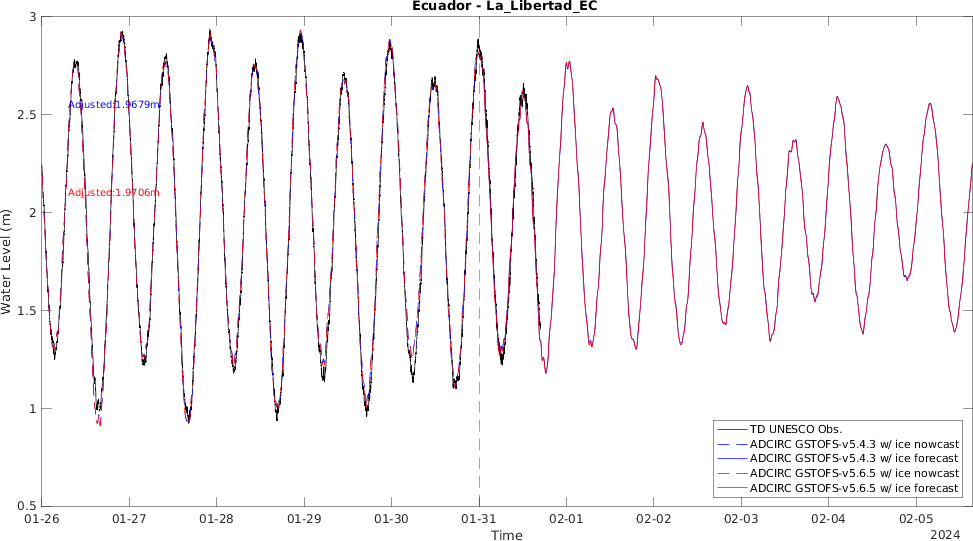 Ecuador - La_Libertad_EC
3
2.5
2
1.5
1
0.5
Water Level (m)
Adjusted:1.9679m
Adjusted:1.9706m
TD UNESCO Obs.
ADCIRC GSTOFS-v5.4.3 w/ ice nowcast
ADCIRC GSTOFS-v5.4.3 w/ ice forecast
ADCIRC GSTOFS-v5.6.5 w/ ice nowcast
ADCIRC GSTOFS-v5.6.5 w/ ice forecast
01-26 01-27 01-28 01-29 01-30 01-31 02-01 02-02 02-03 02-04 02-05
Time
2024